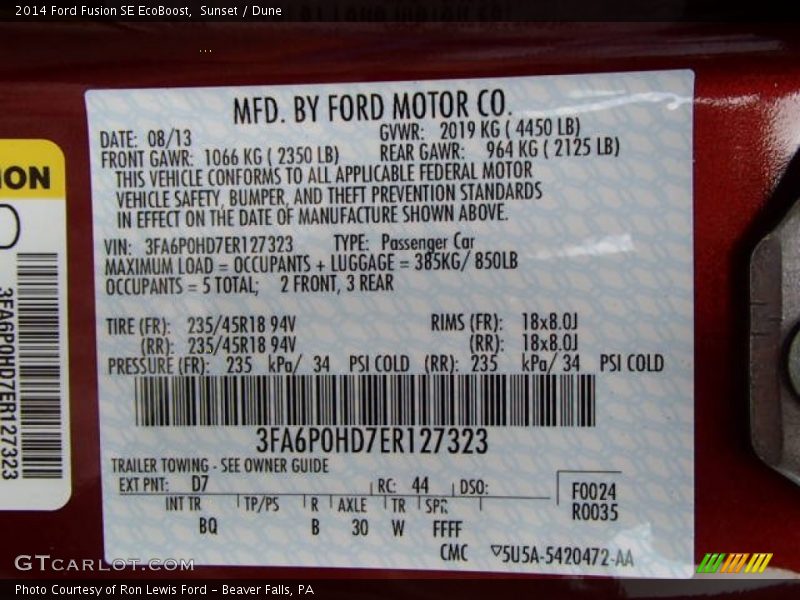 2014 Ford Fusion SE EcoBoost, Sunset / Dune
...
MFD. BY FORD MOTOR CO.
DATE: 08/13 GVWR: 2019 KG ( 4450 LB)
FRONT GAWR: 1066 KG ( 2350 LB) REAR GAWR: 964 KG ( 2125 LB)
THIS VEHICLE CONFORMS TO ALL APPLICABLE FEDERAL MOTOR
VEHICLE SAFETY, BUMPER, AND THEFT PREVENTION STANDARDS
IN EFFECT ON THE DATE OF MANUFACTURE SHOWN ABOVE.
VIN: 3FA6P0HD7ER127323 TYPE: Passenger Car
MAXIMUM LOAD = OCCUPANTS + LUGGAGE = 385KG/ 850LB
OCCUPANTS = 5 TOTAL; 2 FRONT, 3 REAR
TIRE (FR): 235/45R18 94V RIMS (FR): 18x8.0J
(RR): 235/45R18 94V (RR): 18x8.0J
PRESSURE (FR): 235 kPa/ 34 PSI COLD (RR): 235 kPa/ 34 PSI COLD
3FA6P0HD7ER127323
TRAILER TOWING - SEE OWNER GUIDE
EXT PNT: D7 RC: 44 DSO:
F0024
R0035
INT TR TP/PS R AXLE TR SPR
BQ B 30 W FFFF
CMC 5U5A-5420472-AA
ION
3FA6P0HD7ER127323
GTCARLOT.COM
Photo Courtesy of Ron Lewis Ford - Beaver Falls, PA